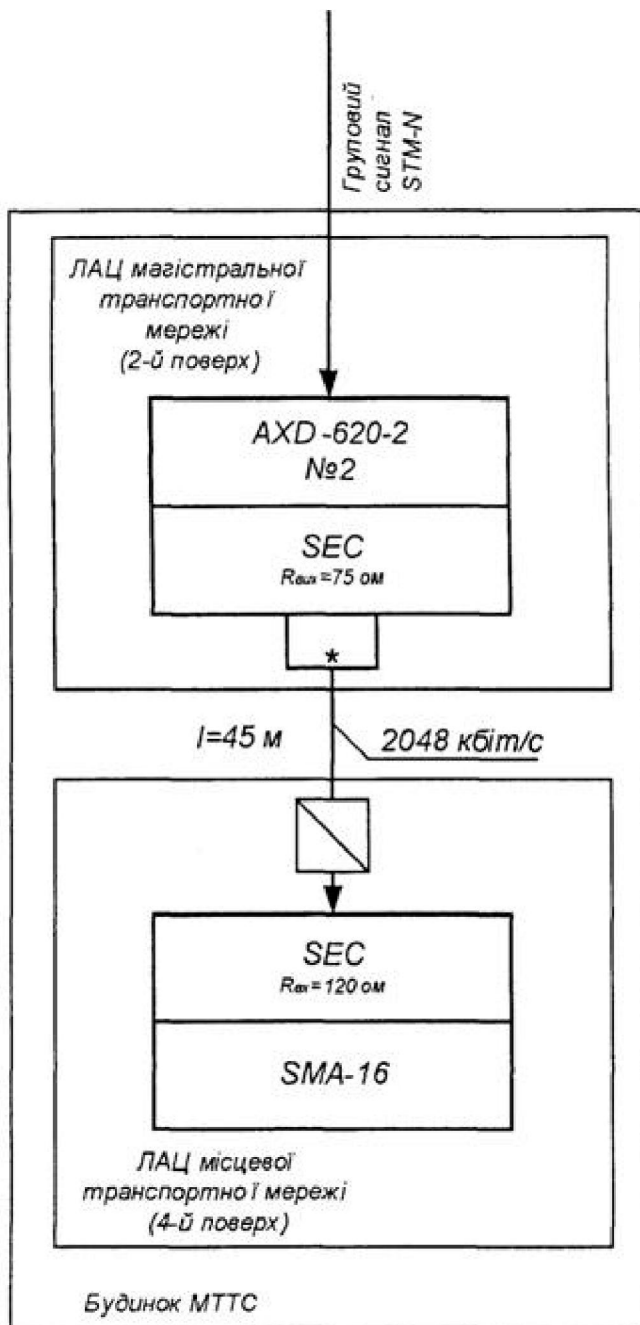 Груповий
сигнал
STM-N
ЛАЦ магістральної
транспортної
мережі
(2-й поверх)
AXD-620-2
№2
SEC
Rвих=75 ом
*
l=45 м
2048 кбіт/с
SEC
Rвх=120 ом
SMA-16
ЛАЦ місцевої
транспортної мережі
(4-й поверх)
Будинок МТТС